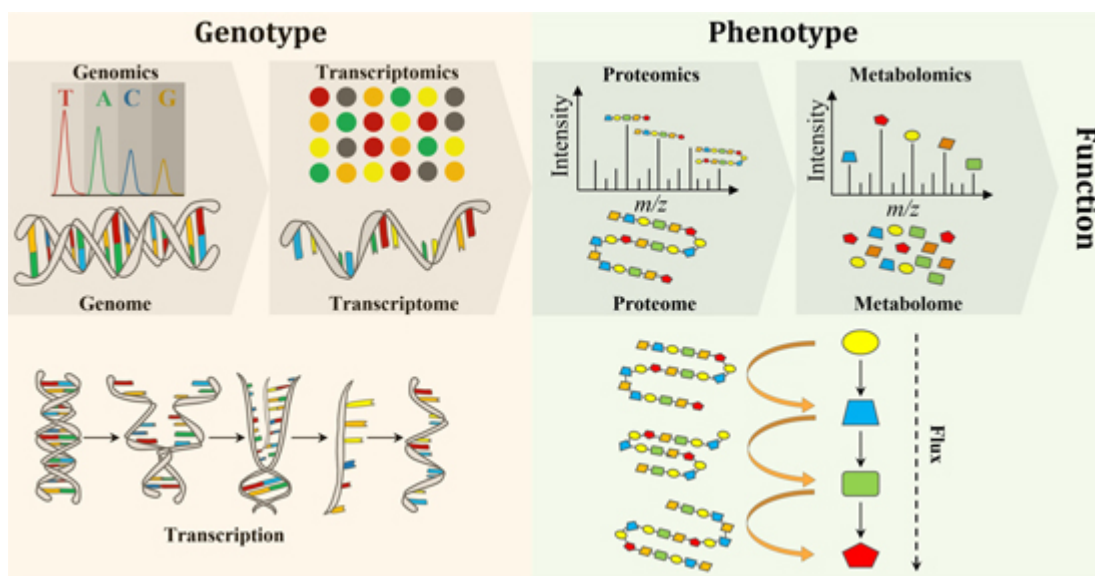 Genotype
Phenotype
Genomics
Transcriptomics
Proteomics
Metabolomics
T A C G
Intensity
m/z
Intensity
m/z
Function
Genome
Transcriptome
Proteome
Metabolome
Flux
Transcription